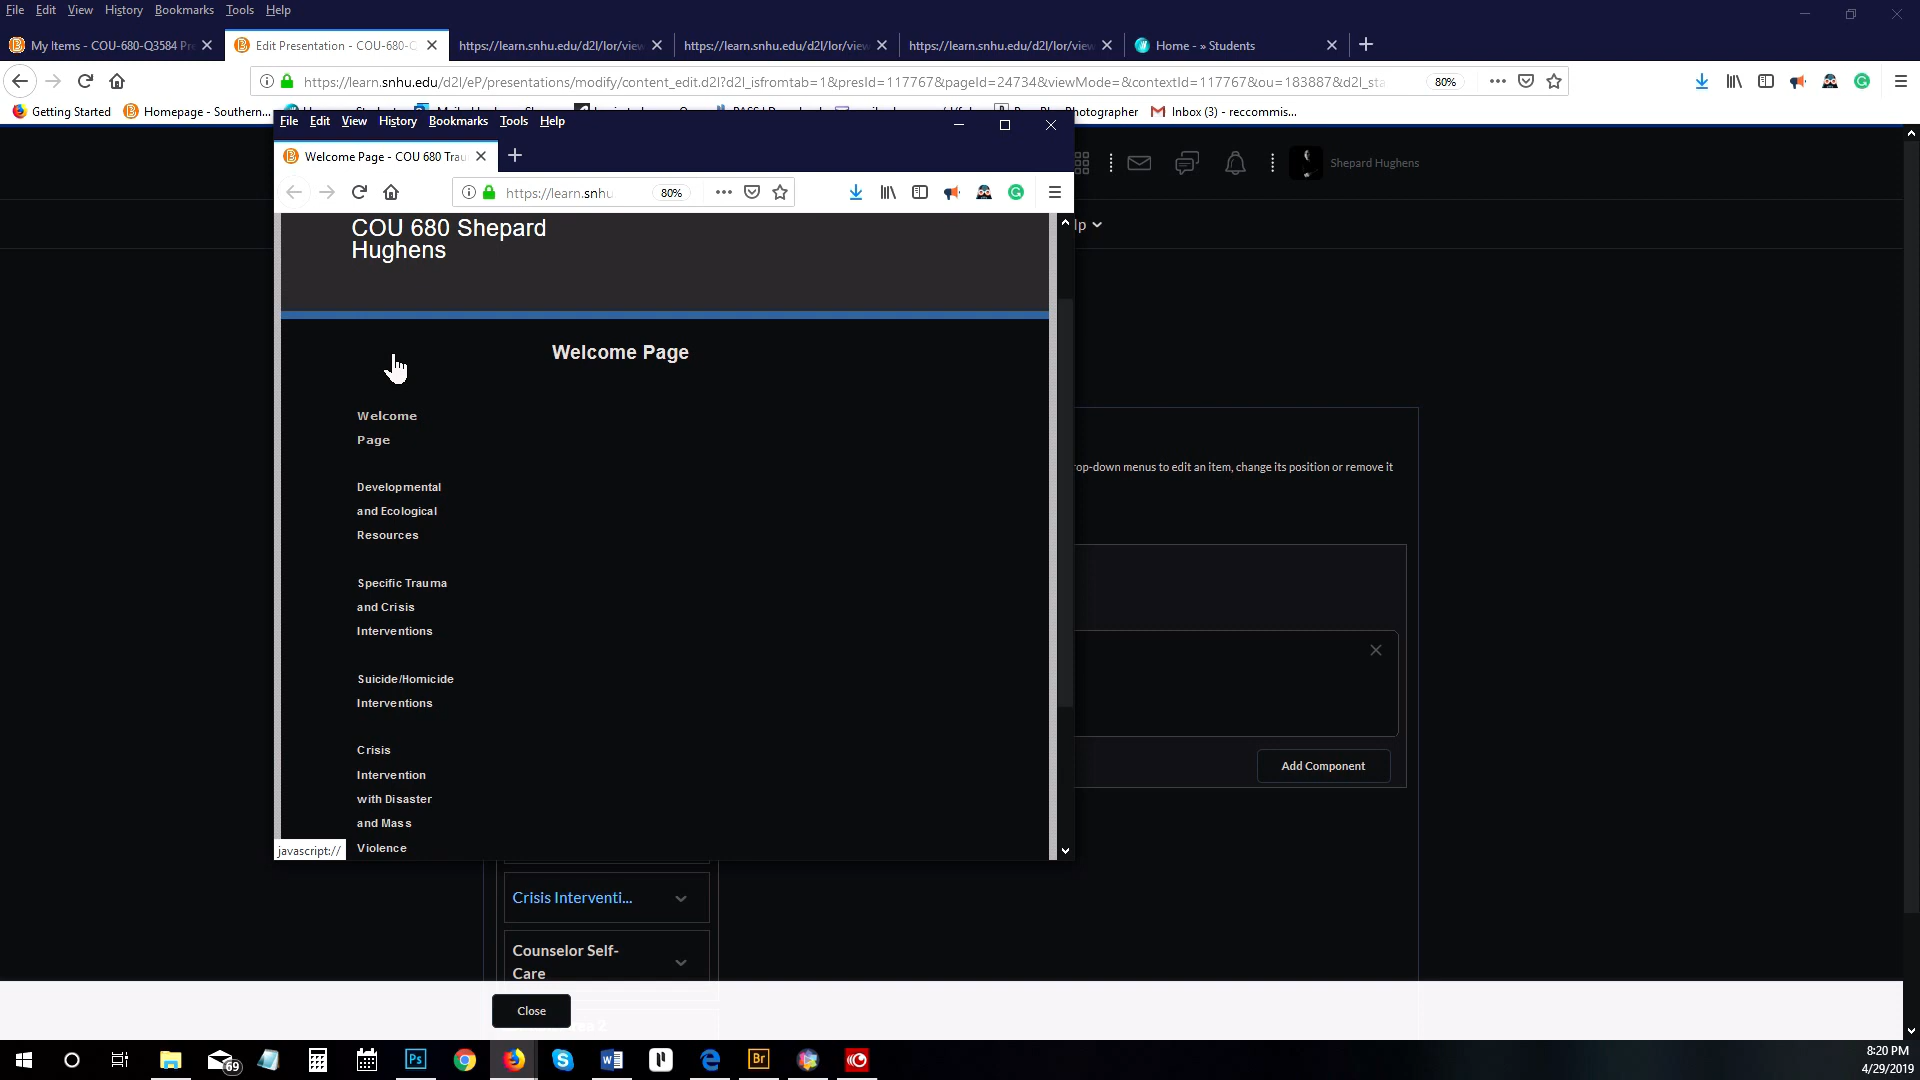 File Edit View History Bookmarks Tools Help
My Items - COU-680-Q3584 Pr
Edit Presentation - COU-680-Q
https://learn.snhu.edu/d2l/lor/view
https://learn.snhu.edu/d2l/lor/view
https://learn.snhu.edu/d2l/lor/view
Home - » Students
https://learn.snhu.edu/d2l/eP/presentations/modify/content_edit.d2l?d2l_isfromtab=1&presId=117767&pageId=24734&viewMode=&contextId=117767&ou=183887&d2l_sta
80%
Getting Started
Homepage - Southern...
hotographer
Inbox (3) - reccommis...
File Edit View History Bookmarks Tools Help
Welcome Page - COU 680 Trau
https://learn.snhu
80%
Shepard Hughens
lp
COU 680 Shepard
Hughens
Welcome Page
Welcome
Page
Developmental
and Ecological
Resources
Specific Trauma
and Crisis
Interventions
Suicide/Homicide
Interventions
Crisis
Intervention
with Disaster
and Mass
Violence
javascript://
rop-down menus to edit an item, change its position or remove it
Add Component
Crisis Interventi...
Counselor Self-
Care
Close
69
Ps
Br
8:20 PM
4/29/2019